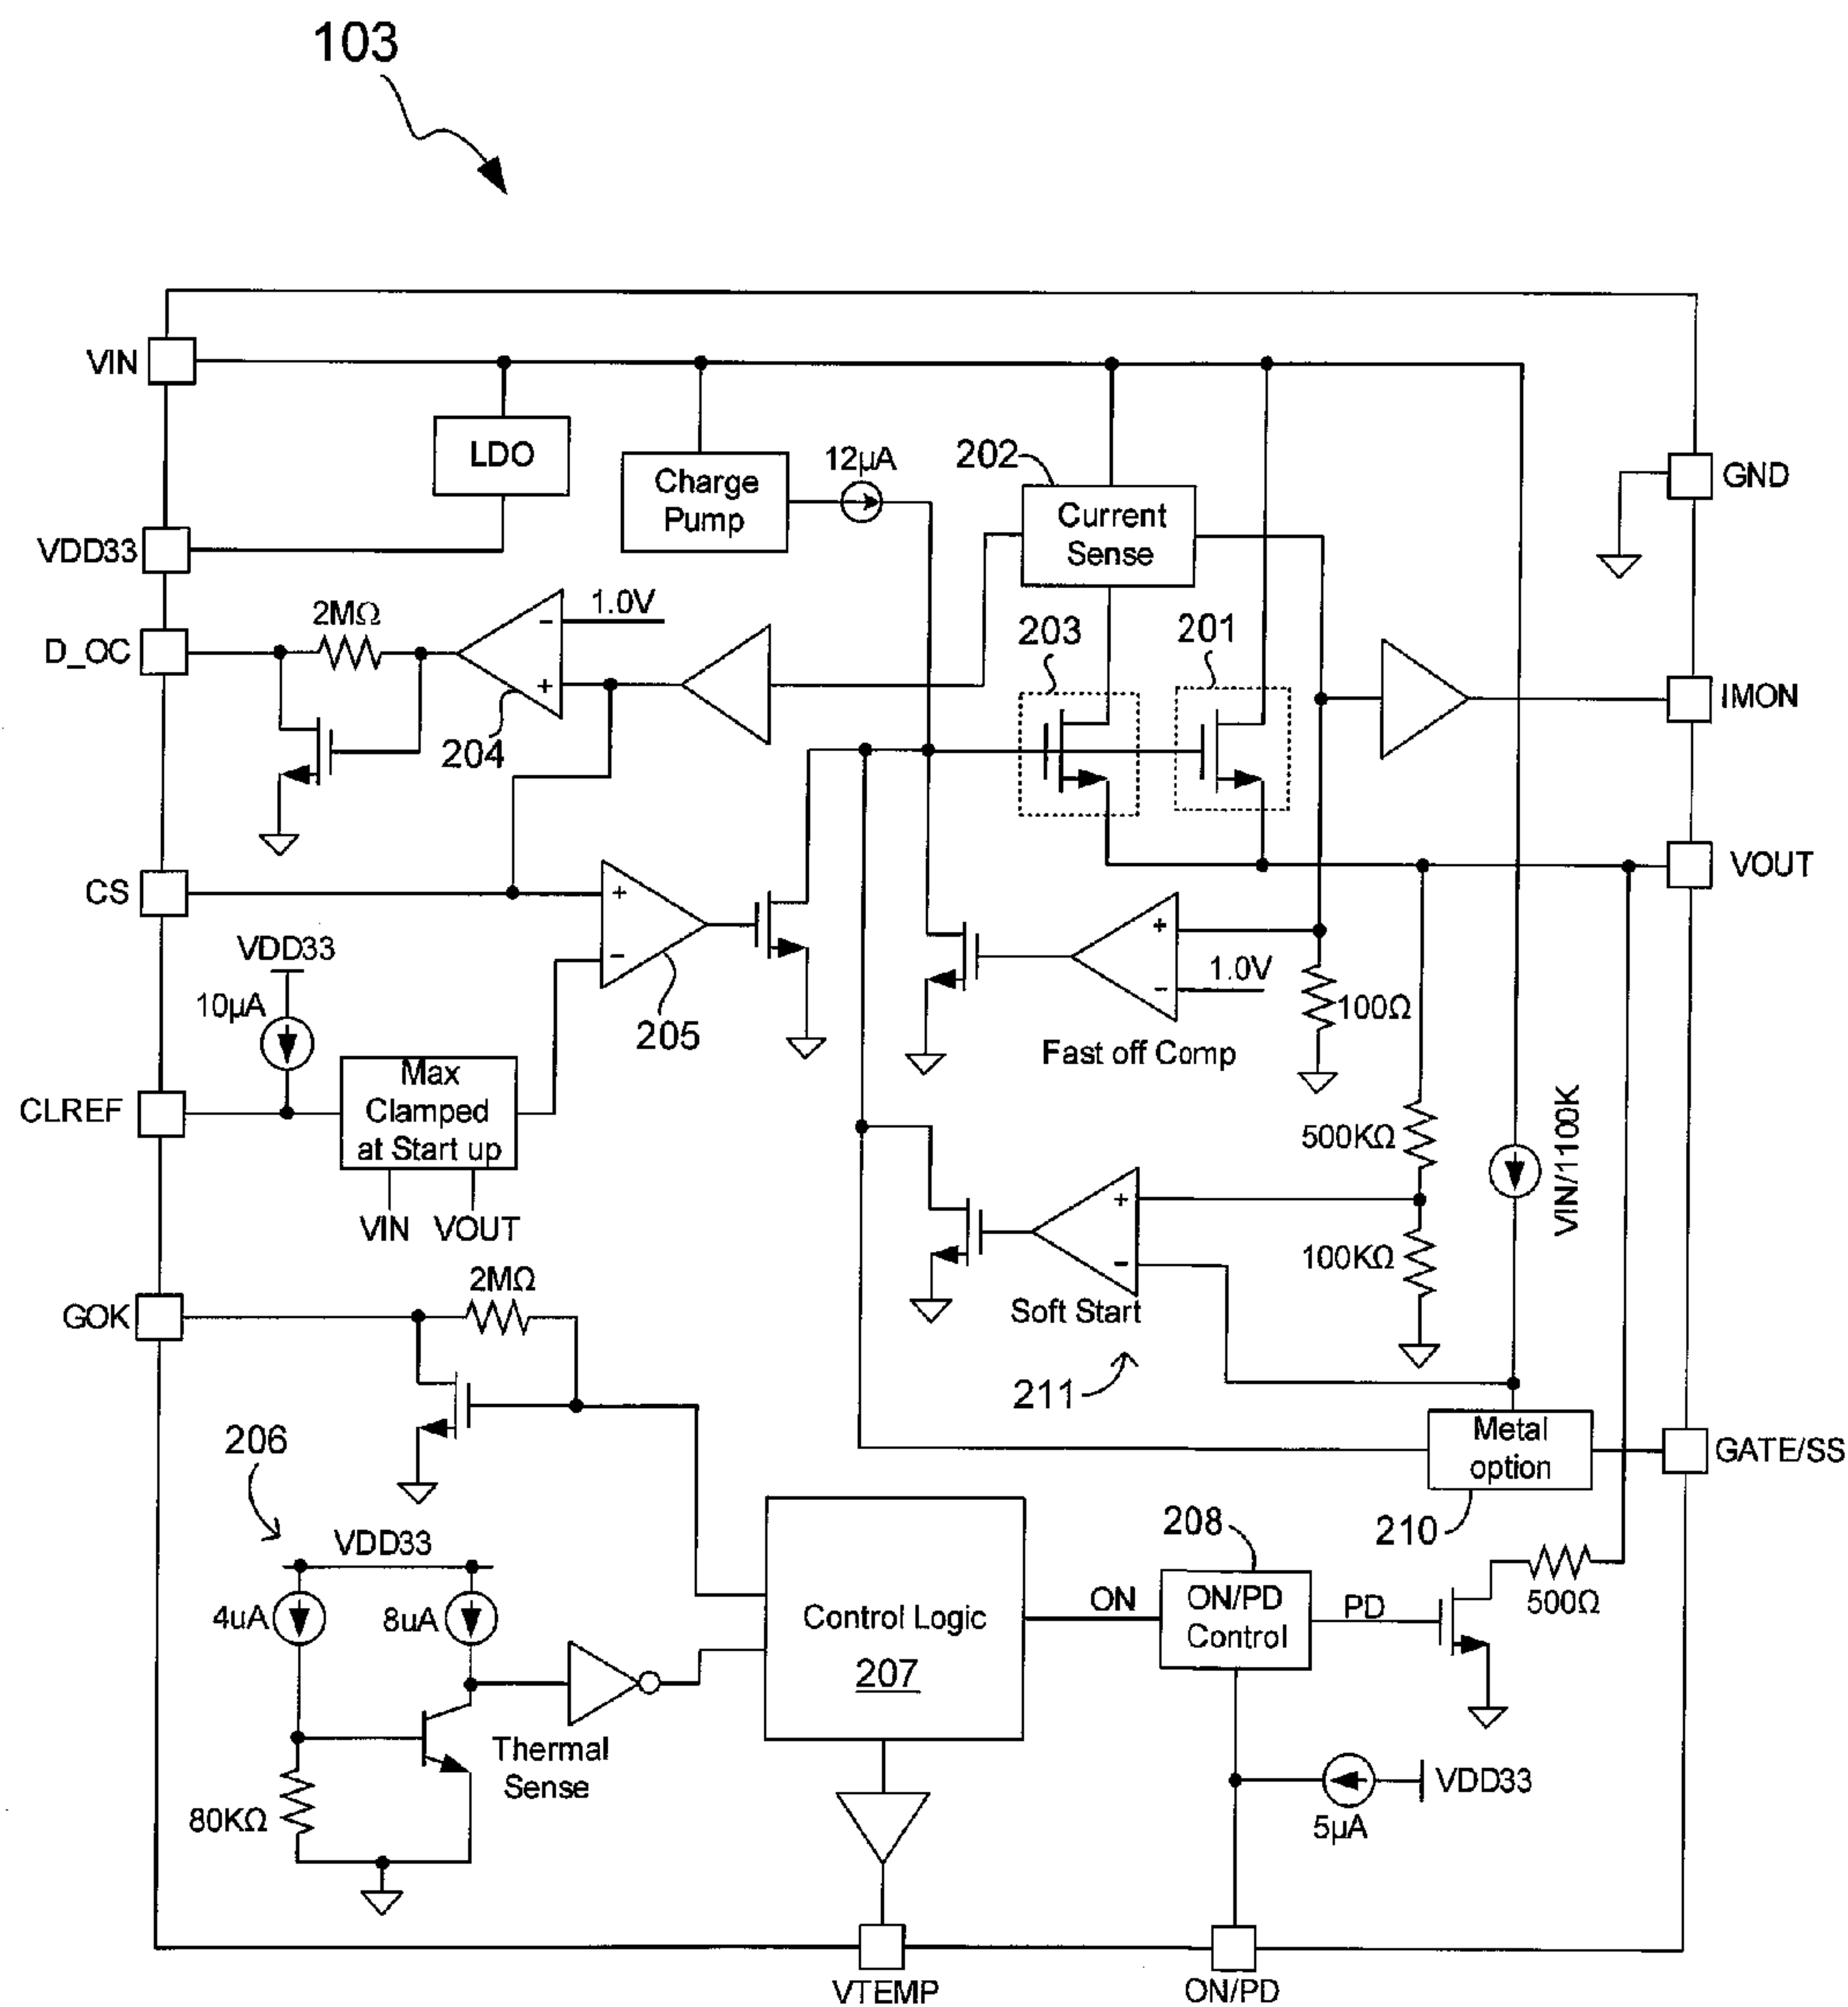 103
VIN
LDO
Charge
Pump
12µA
202
Current
Sense
GND
VDD33
D_OC
2MΩ
1.0V
204
203
201
IMON
CS
VOUT
VDD33
10µA
205
1.0V
100Ω
Fast off Comp
CLREF
Max
Clamped
at Start up
VIN VOUT
500KΩ
VIN/1100K
100KΩ
Soft Start
211
GOK
2MΩ
Metal
option
GATE/SS
210
206
VDD33
4uA
8uA
Thermal
Sense
80KΩ
Control Logic
207
ON
208
ON/PD
Control
PD
500Ω
VDD33
5µA
VTEMP
ON/PD
+
-
+
-
+
-
+
-